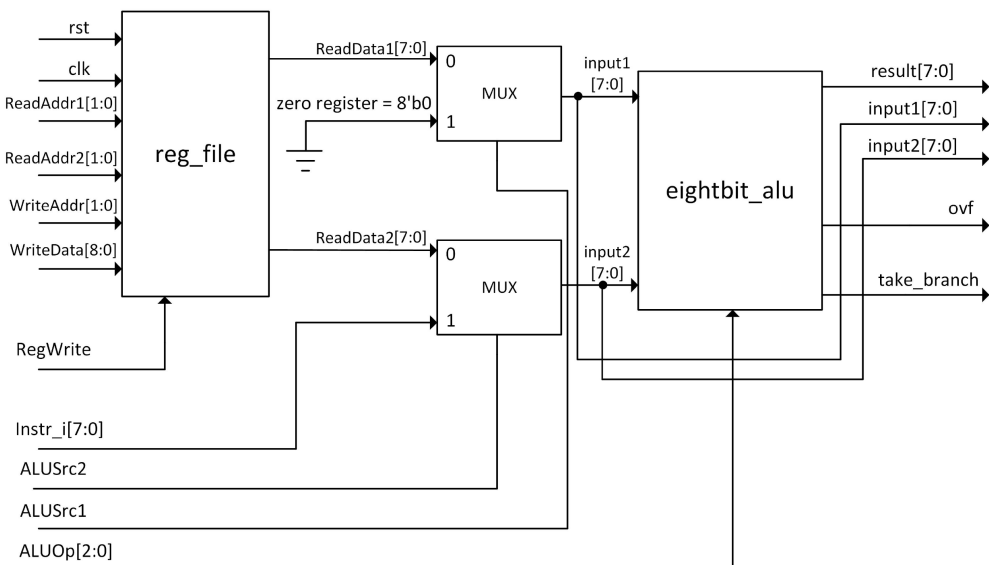 rst
clk
ReadAddr1[1:0]
ReadAddr2[1:0]
WriteAddr[1:0]
WriteData[8:0]
RegWrite
Instr_i[7:0]
ALUSrc2
ALUSrc1
ALUOp[2:0]
reg_file
ReadData1[7:0]
zero register = 8'b0
ReadData2[7:0]
0
MUX
1
0
MUX
1
input1
[7:0]
input2
[7:0]
eightbit_alu
result[7:0]
input1[7:0]
input2[7:0]
ovf
take_branch